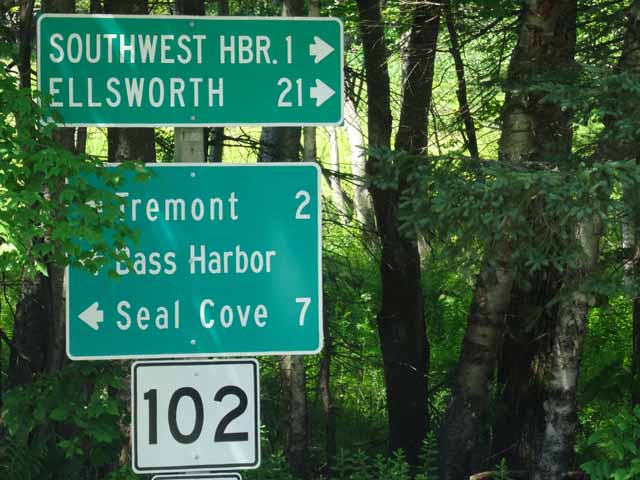 SOUTHWEST HBR. 1
ELLSWORTH 21
Tremont 2
Bass Harbor
Seal Cove 7
102